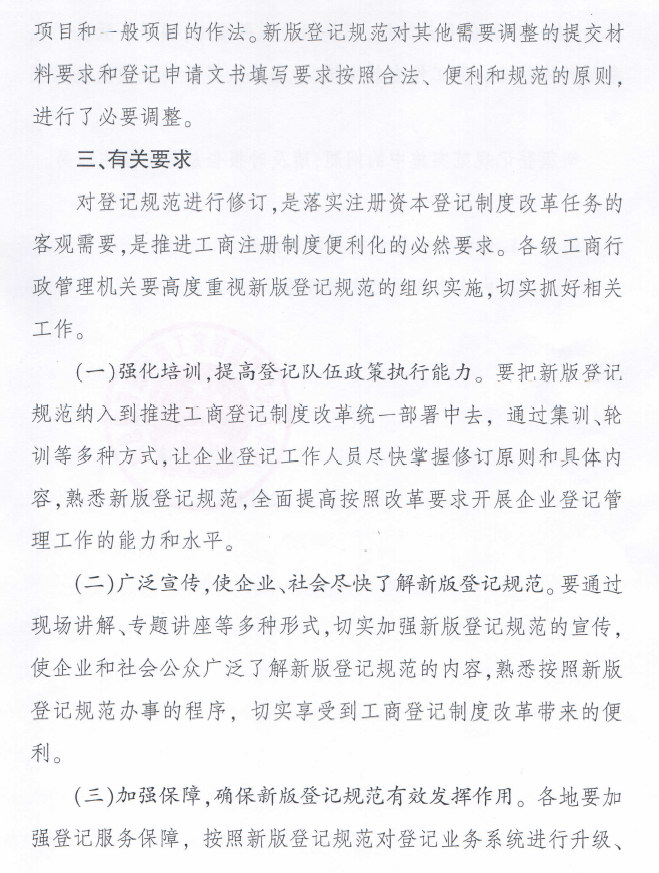 项目和一般项目的作法。新版登记规范对其他需要调整的提交材
料要求和登记申请文书填写要求按照合法、便利和规范的原则,
进行了必要调整。
三、有关要求
对登记规范进行修订,是落实注册资本登记制度改革任务的
客观需要,是推进工商注册制度便利化的必然要求。各级工商行
政管理机关要高度重视新版登记规范的组织实施,切实抓好相关
工作。
(一)强化培训,提高登记队伍政策执行能力。要把新版登记
规范纳入到推进工商登记制度改革统一部署中去，通过集训、轮
训等多种方式,让企业登记工作人员尽快掌握修订原则和具体内
容,熟悉新版登记规范,全面提高按照改革要求开展企业登记管
理工作的能力和水平。
(二)广泛宣传,使企业、社会尽快了解新版登记规范。要通过
现场讲解、专题讲座等多种形式,切实加强新版登记规范的宣传,
使企业和社会公众广泛了解新版登记规范的内容,熟悉按照新版
登记规范办事的程序，切实享受到工商登记制度改革带来的便
利。
(三)加强保障,确保新版登记规范有效发挥作用。各地要加
强登记服务保障，按照新版登记规范对登记业务系统进行升级、